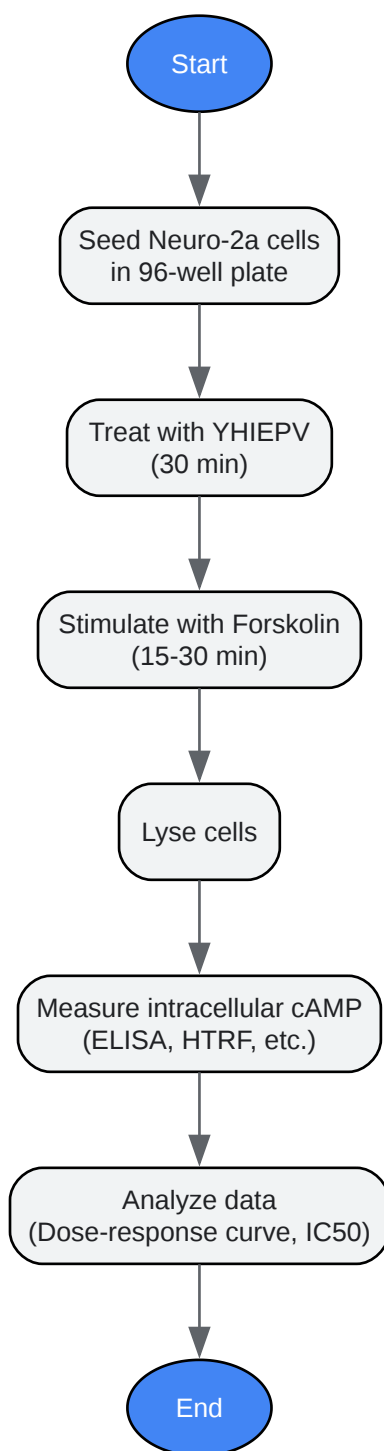 Start
Seed Neuro-2a cells
in 96-well plate
Treat with YHIEPV
(30 min)
Stimulate with Forskolin
(15-30 min)
Lyse cells
Measure intracellular cAMP
(ELISA, HTRF, etc.)
Analyze data
(Dose-response curve, IC50)
End